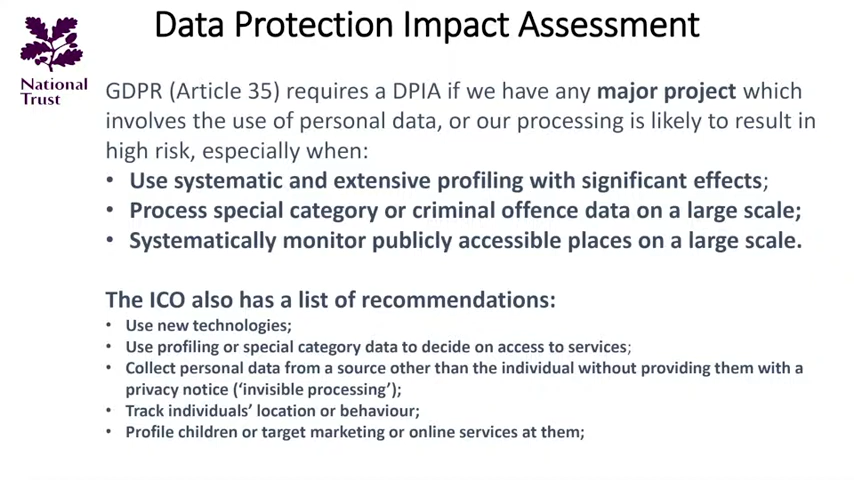 Data Protection Impact Assessment
National
Trust
GDPR (Article 35) requires a DPIA if we have any major project which
involves the use of personal data, or our processing is likely to result in
high risk, especially when:
• Use systematic and extensive profiling with significant effects;
• Process special category or criminal offence data on a large scale;
• Systematically monitor publicly accessible places on a large scale.
The ICO also has a list of recommendations:
• Use new technologies;
• Use profiling or special category data to decide on access to services;
• Collect personal data from a source other than the individual without providing them with a
privacy notice (‘invisible processing’);
• Track individuals’ location or behaviour;
• Profile children or target marketing or online services at them;